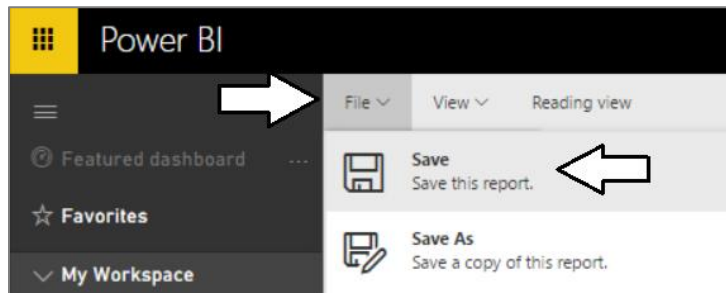 Power BI
File View Reading view
Featured dashboard ...
Favorites
My Workspace
Save
Save this report.
Save As
Save a copy of this report.